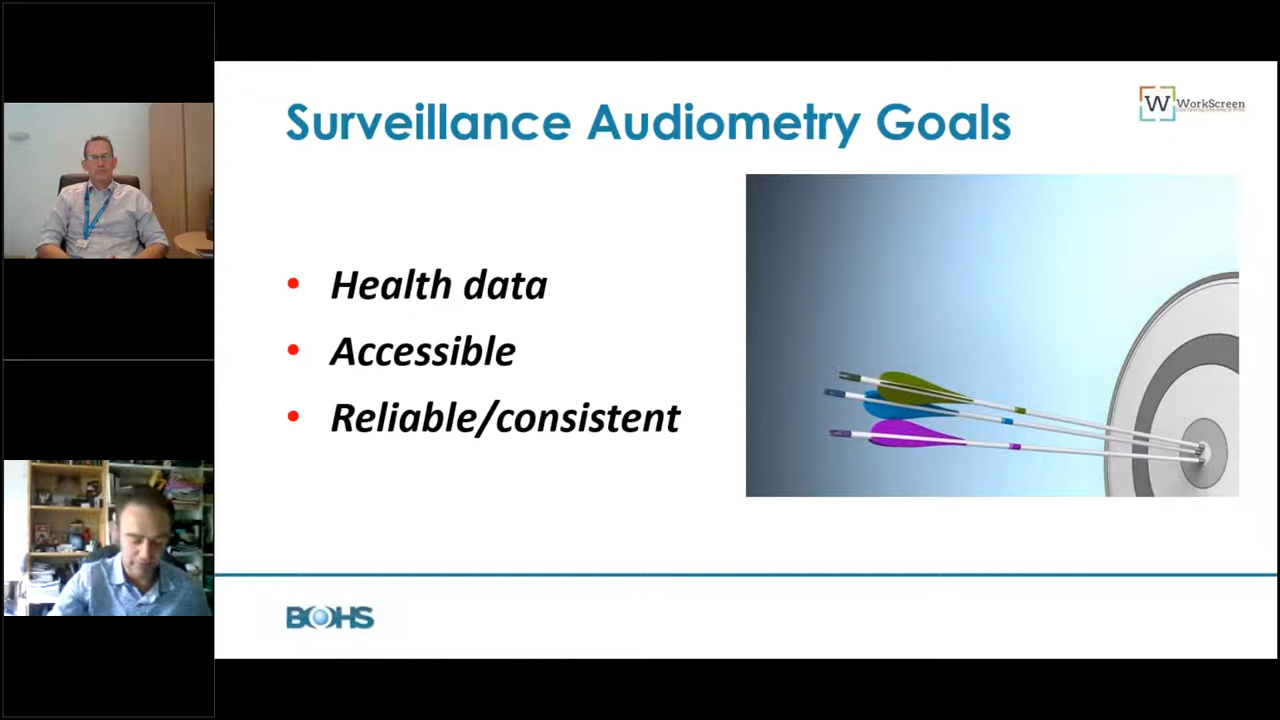 Surveillance Audiometry Goals
W WorkScreen
• Health data
• Accessible
• Reliable/consistent
BOHS